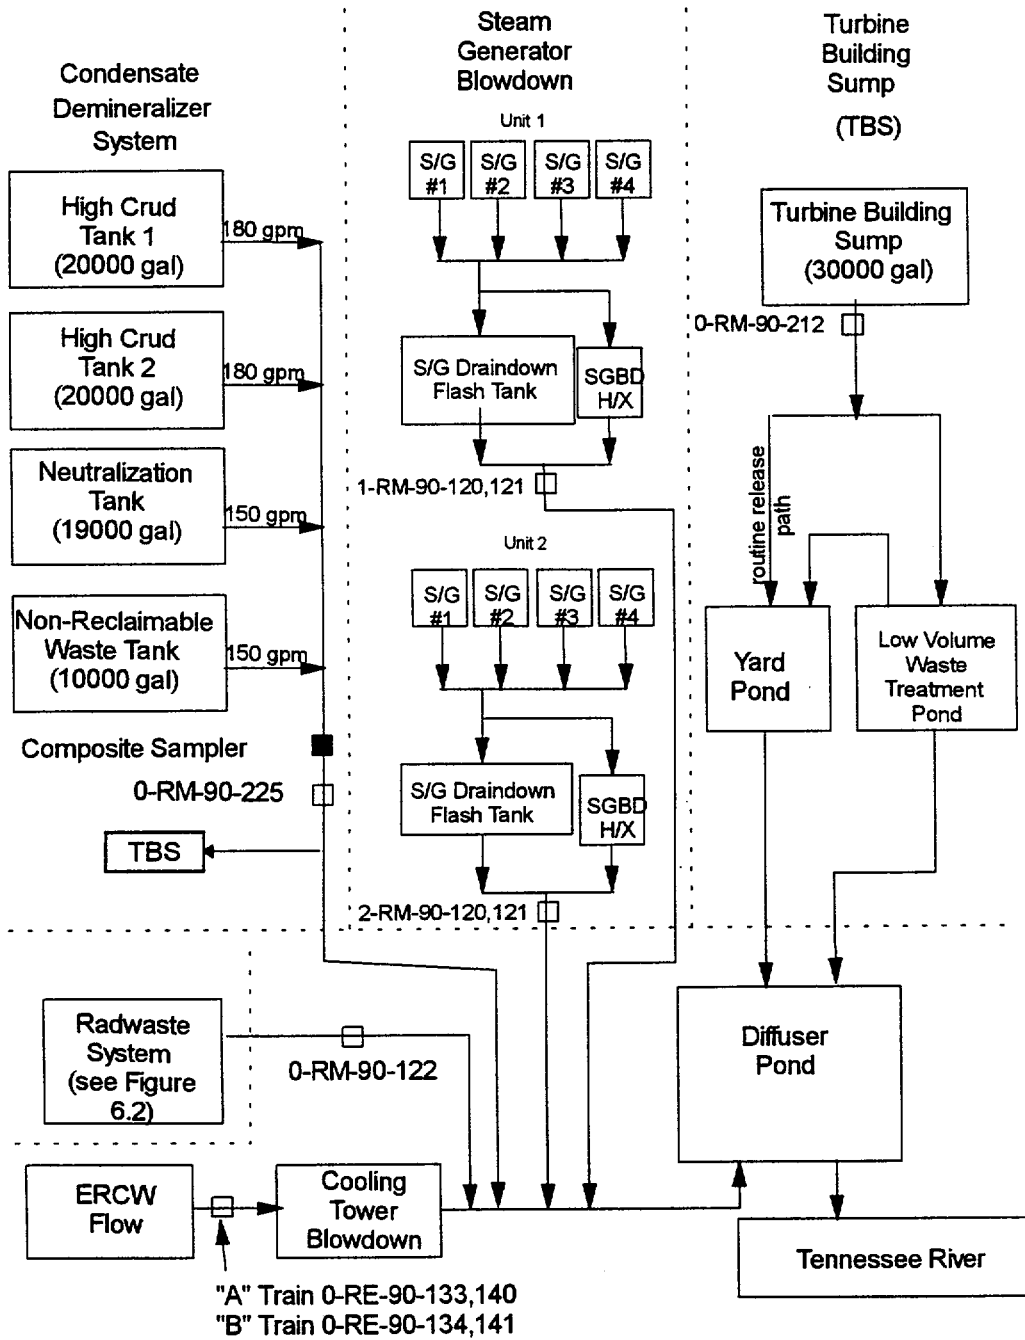 Condensate
Demineralizer
System
High Crud
Tank 1
(20000 gal)
180 gpm
High Crud
Tank 2
(20000 gal)
180 gpm
Neutralization
Tank
(19000 gal)
150 gpm
Non-Reclaimable
Waste Tank
(10000 gal)
150 gpm
Composite Sampler
0-RM-90-225
TBS
Steam
Generator
Blowdown
Unit 1
S/G
#1
S/G
#2
S/G
#3
S/G
#4
S/G Draindown
Flash Tank
SGBD
H/X
1-RM-90-120,121
Unit 2
S/G
#1
S/G
#2
S/G
#3
S/G
#4
S/G Draindown
Flash Tank
SGBD
H/X
2-RM-90-120,121
Turbine
Building
Sump
(TBS)
Turbine Building
Sump
(30000 gal)
0-RM-90-212
routine release
path
Yard
Pond
Low Volume
Waste
Treatment
Pond
Radwaste
System
(see Figure
6.2)
0-RM-90-122
Diffuser
Pond
ERCW
Flow
Cooling
Tower
Blowdown
Tennessee River
"A" Train 0-RE-90-133,140
"B" Train 0-RE-90-134,141